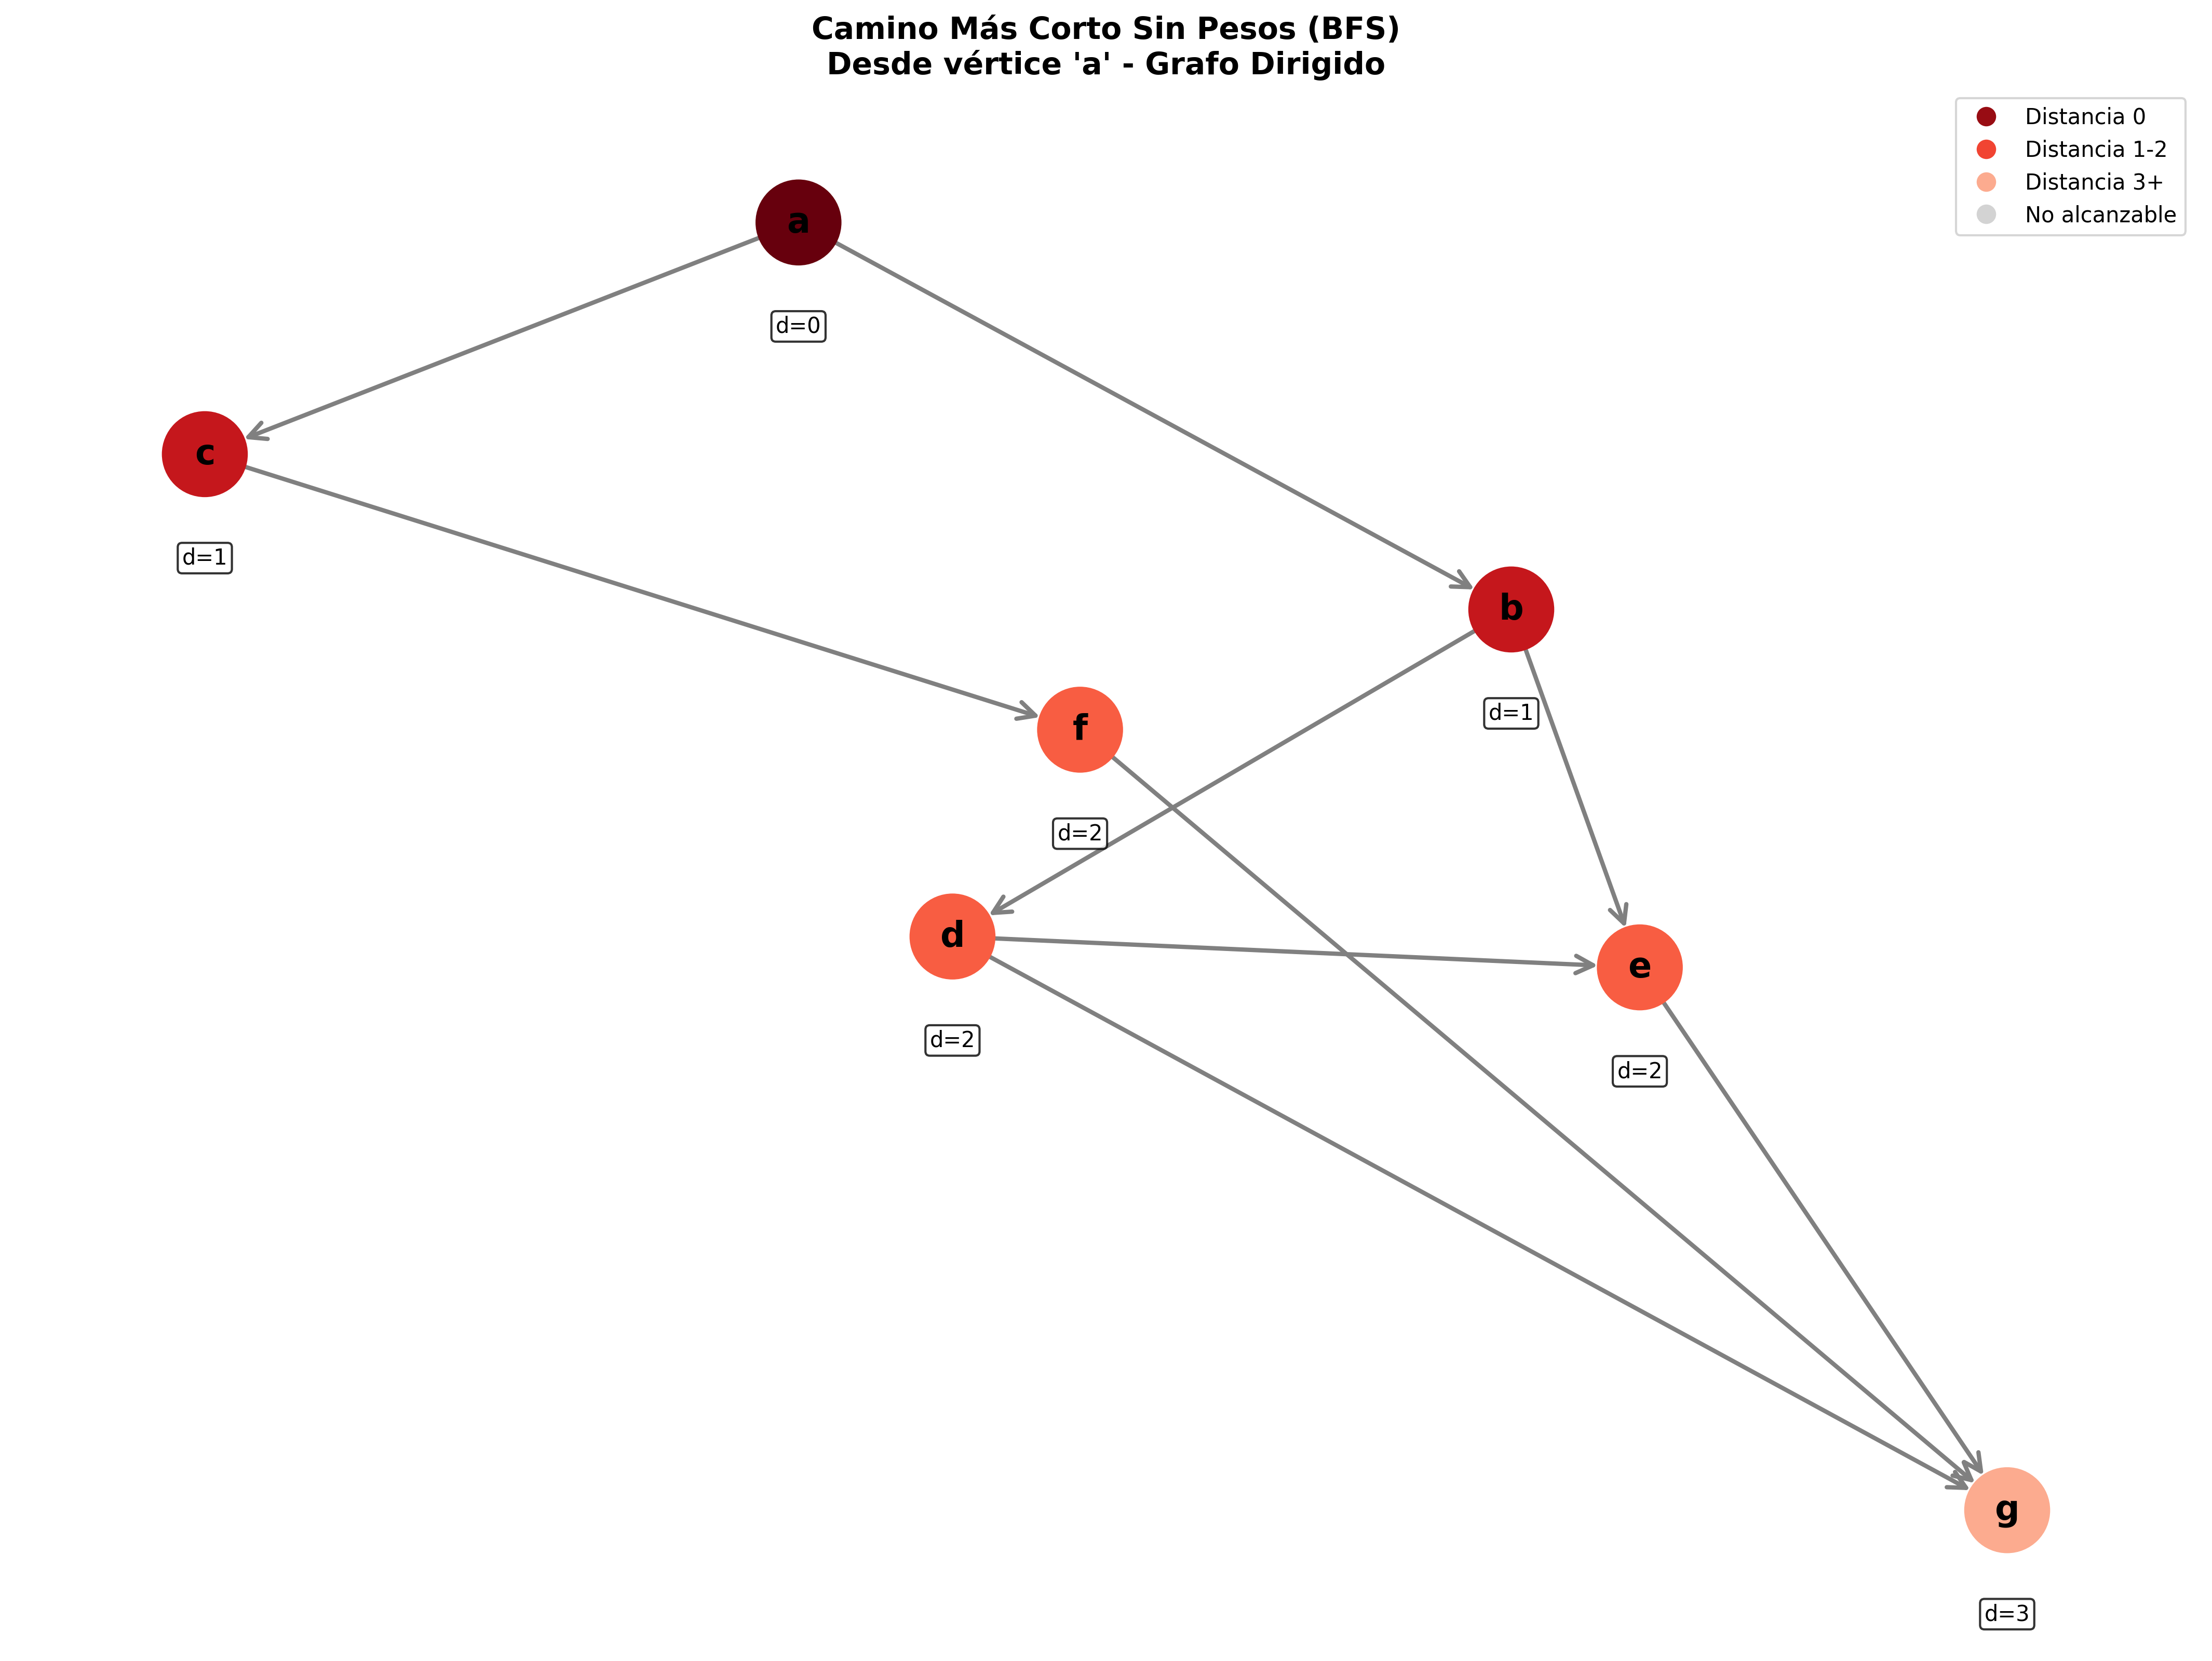 Camino Más Corto Sin Pesos (BFS)
Desde vértice 'a' - Grafo Dirigido
Distancia 0
Distancia 1-2
Distancia 3+
No alcanzable
a
d=0
c
d=1
b
d=1
f
d=2
d
d=2
e
d=2
g
d=3